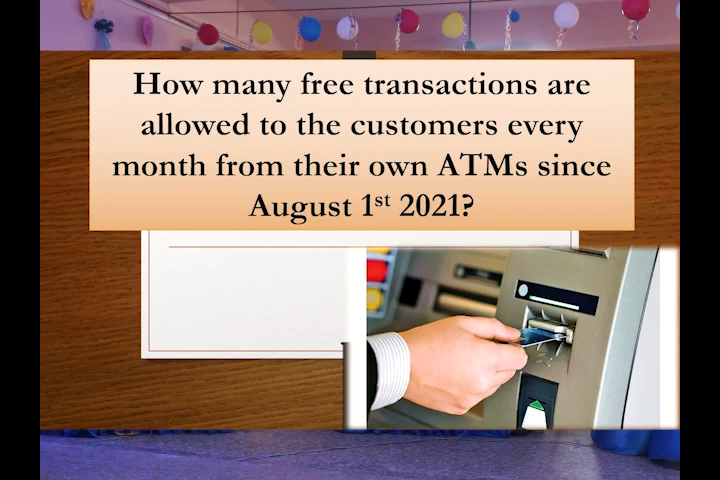 How many free transactions are
allowed to the customers every
month from their own ATMs since
August 1st 2021?